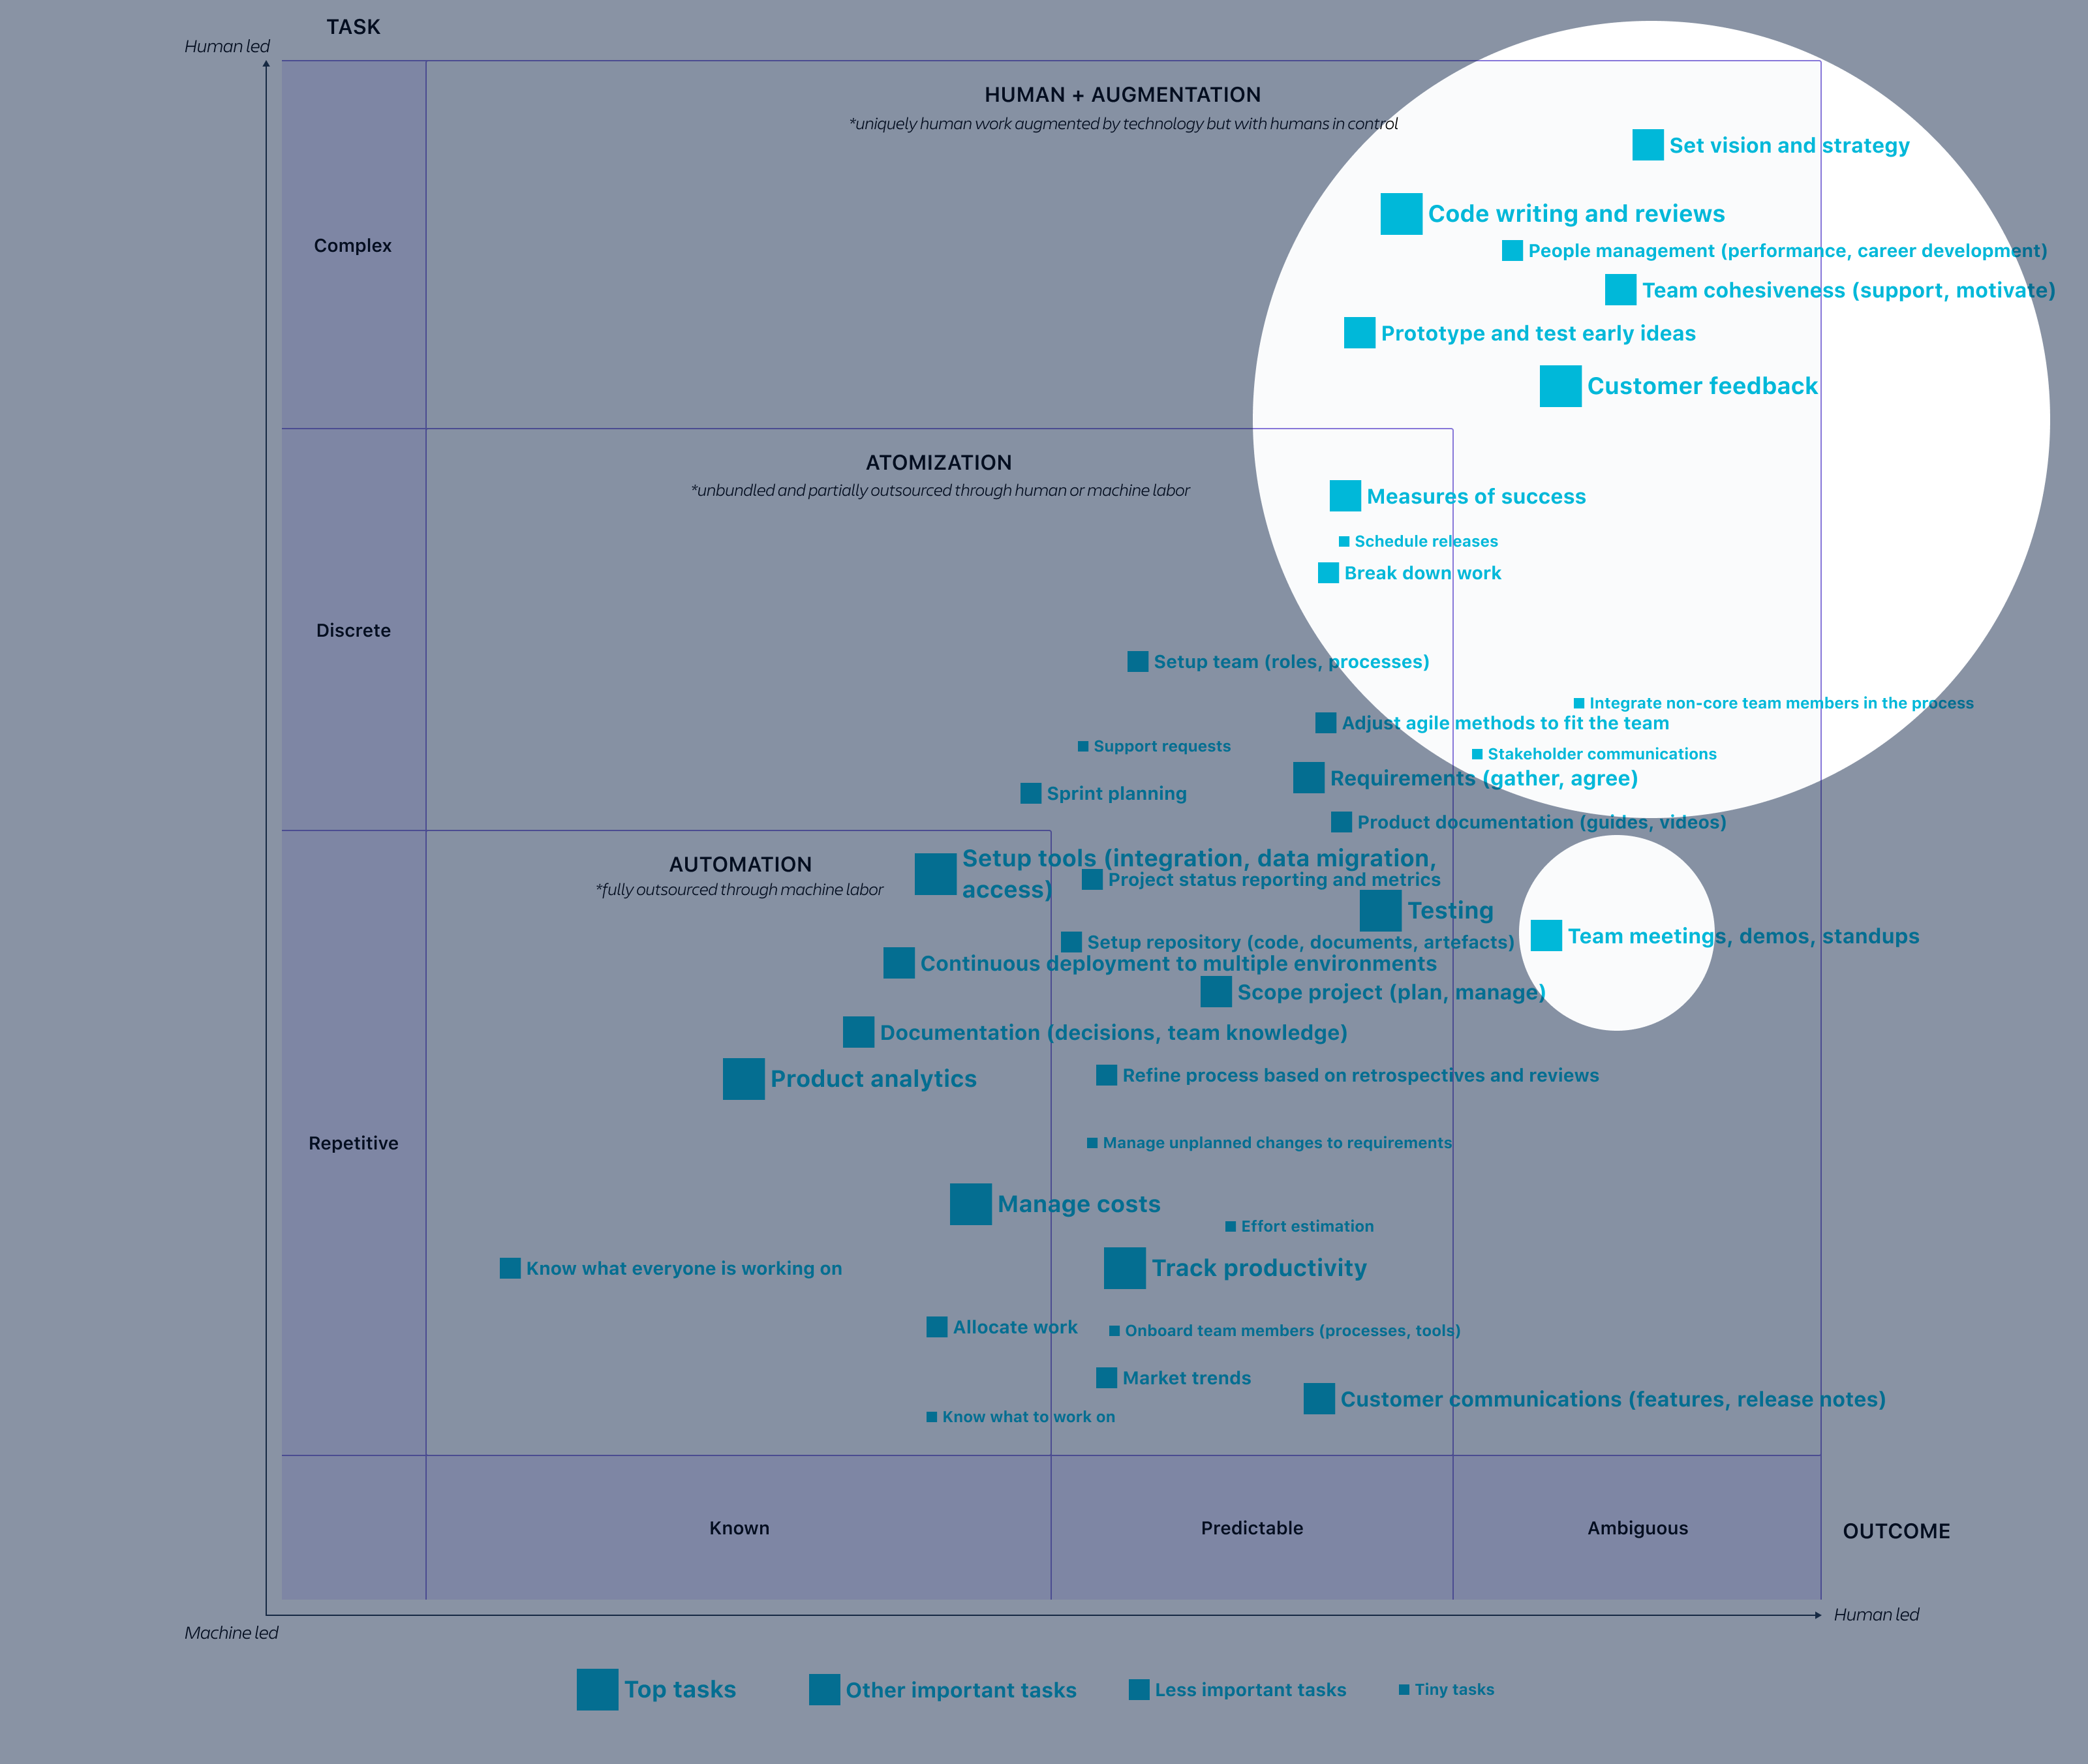 TASK
Human led
HUMAN + AUGMENTATION
*uniquely human work augmented by technology but with humans in control
Set vision and strategy
Code writing and reviews
Complex
People management (performance, career development)
Team cohesiveness (support, motivate)
Prototype and test early ideas
Customer feedback
ATOMIZATION
*unbundled and partially outsourced through human or machine labor
Measures of success
Schedule releases
Break down work
Discrete
Setup team (roles, processes)
Integrate non-core team members in the process
Adjust agile methods to fit the team
Support requests
Stakeholder communications
Requirements (gather, agree)
Sprint planning
Product documentation (guides, videos)
AUTOMATION
*fully outsourced through machine labor
Setup tools (integration, data migration,
access)
Project status reporting and metrics
Testing
Team meetings, demos, standups
Setup repository (code, documents, artefacts)
Continuous deployment to multiple environments
Scope project (plan, manage)
Documentation (decisions, team knowledge)
Product analytics
Refine process based on retrospectives and reviews
Repetitive
Manage unplanned changes to requirements
Manage costs
Effort estimation
Know what everyone is working on
Track productivity
Allocate work
Onboard team members (processes, tools)
Market trends
Customer communications (features, release notes)
Know what to work on
Known
Predictable
Ambiguous
OUTCOME
Human led
Machine led
Top tasks
Other important tasks
Less important tasks
Tiny tasks